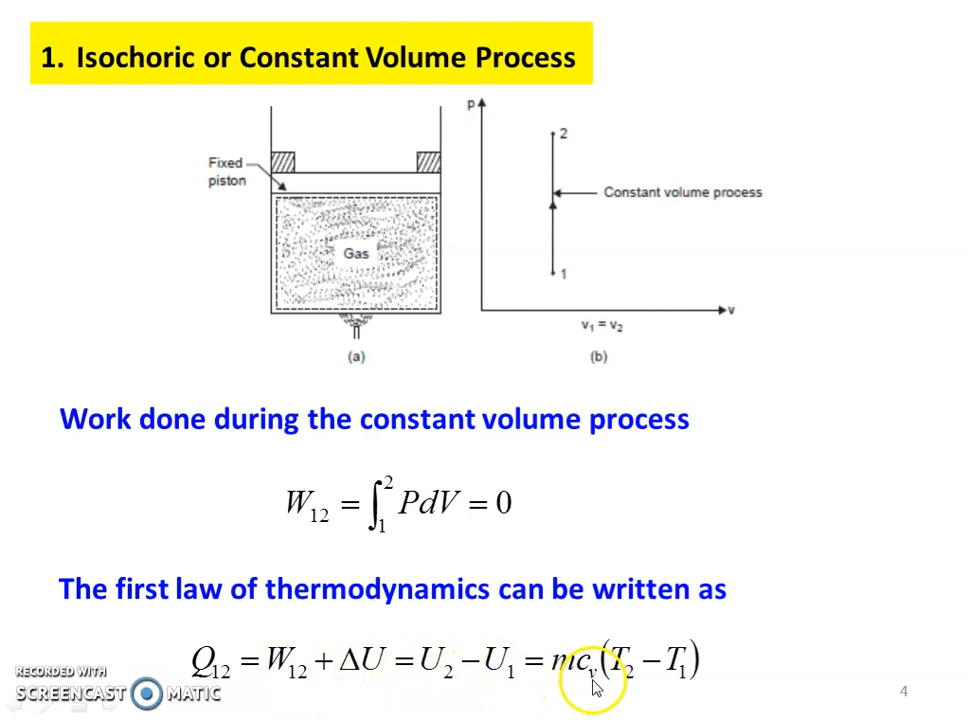 1. Isochoric or Constant Volume Process
p
2
Fixed
piston
Constant volume process
Gas
1
v
v₁ = v₂
(a)
(b)
Work done during the constant volume process
W₁₂ = ∫₁² PdV = 0
The first law of thermodynamics can be written as
Q₁₂ = W₁₂ + ΔU = U₂ − U₁ = mcᵥ(T₂ − T₁)
RECORDED WITH
SCREENCAST MATIC
4